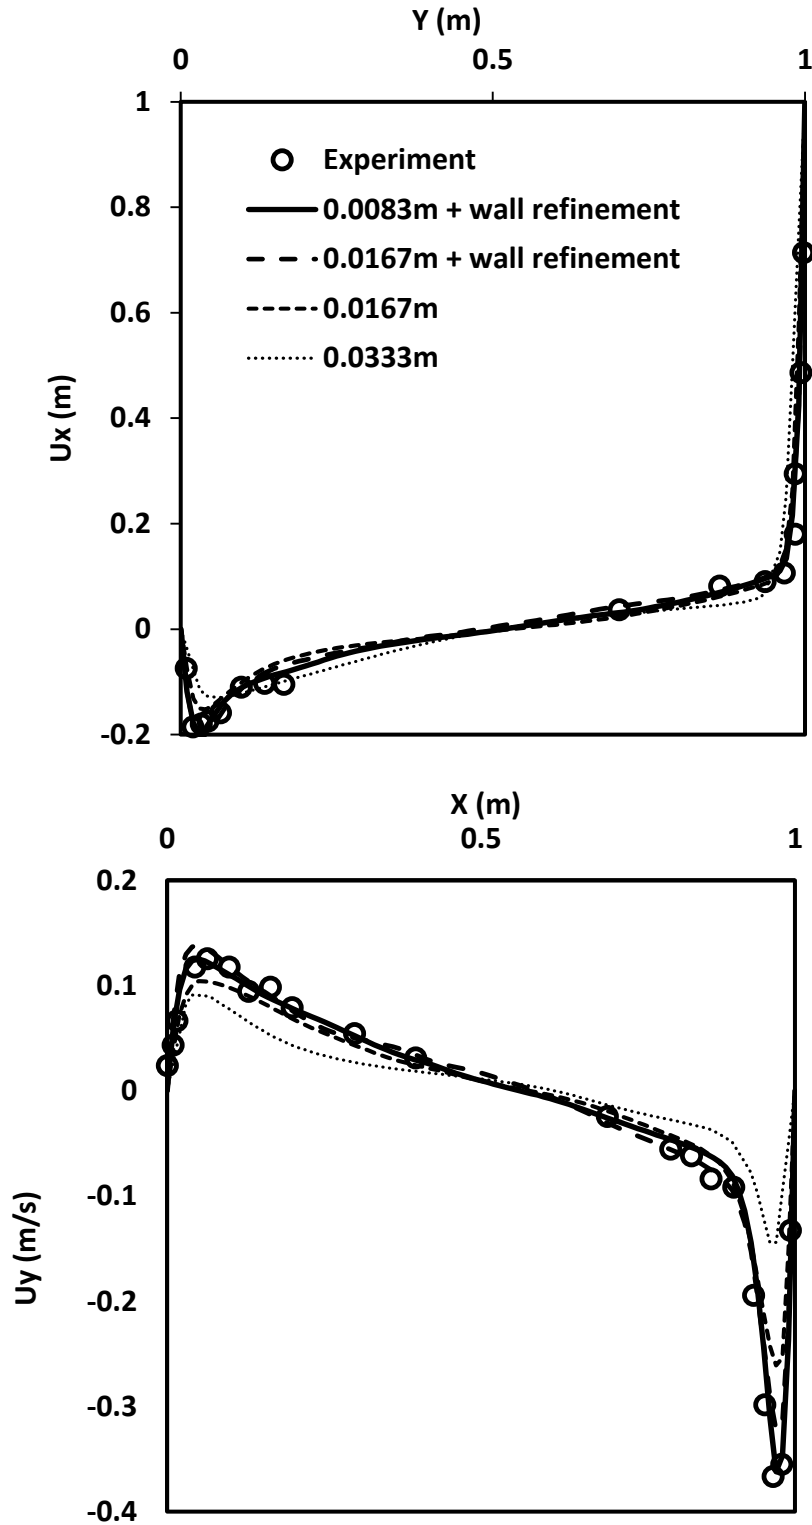 Y (m)
0 0.5 1
1
Experiment
0.8
0.0083m + wall refinement
0.0167m + wall refinement
0.6
0.0167m
0.0333m
Ux (m)
0.4
0.2
0
-0.2
X (m)
0 0.5 1
0.2
0.1
0
-0.1
Uy (m/s)
-0.2
-0.3
-0.4